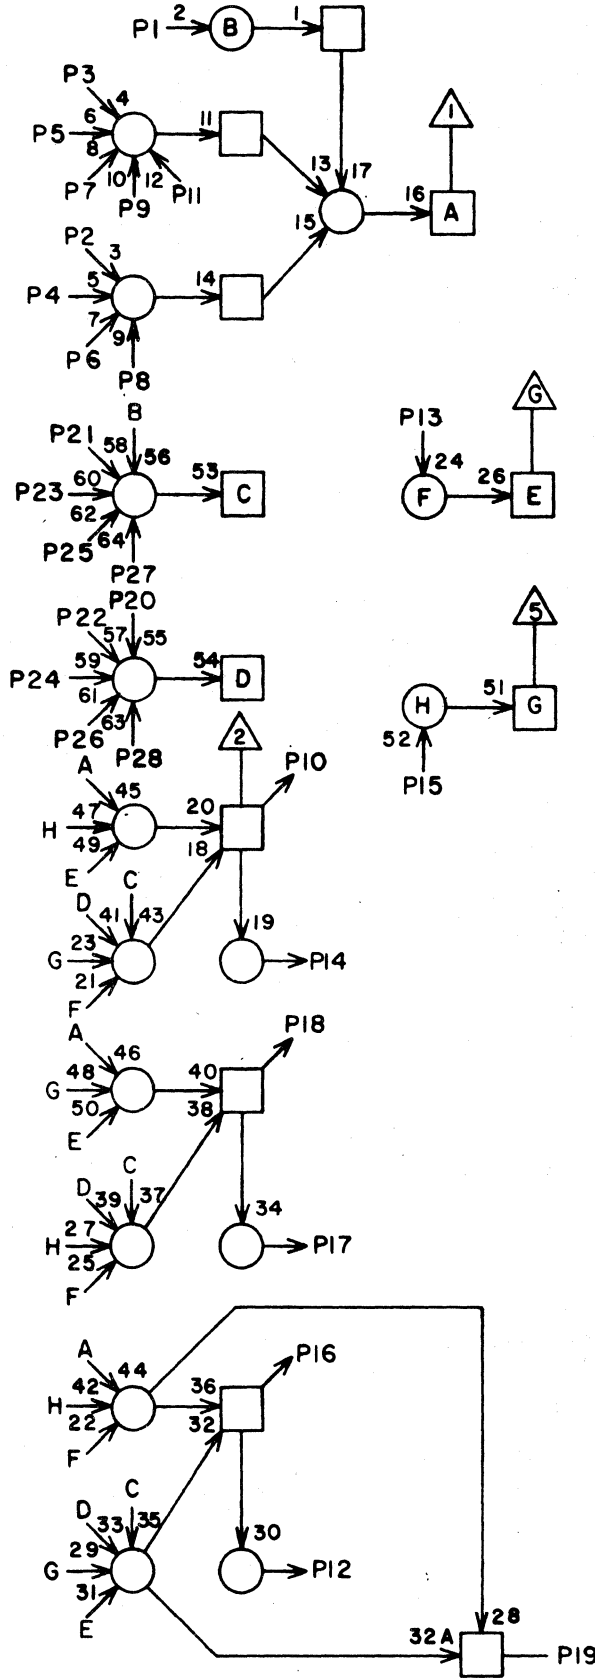 P1 2 B 1
P3 4
P5 6 11 1
8 13 17 16 A
P7 10 12 P11
P9 15
P2 3
P4 5 14
7
P6 9
P8
B G
P21 58 56 P13
P23 60 53 C 24
62 F 26 E
P25 64
P27
P20
P22 57 55 5
P24 59 54 D 51
61 H G
P26 63 52
P28 2 P15
A 45 P10
H 47 20
49 18
E C
D 41 43 19
G 23 P14
21
F
A 46 P18
G 48 40
50 38
E C
D 39 37 34
H 27 P17
25
F
A 44 P16
H 42 36
22 32
F C
D 33 35 30
G 29 P12
31
E 28
32A P19